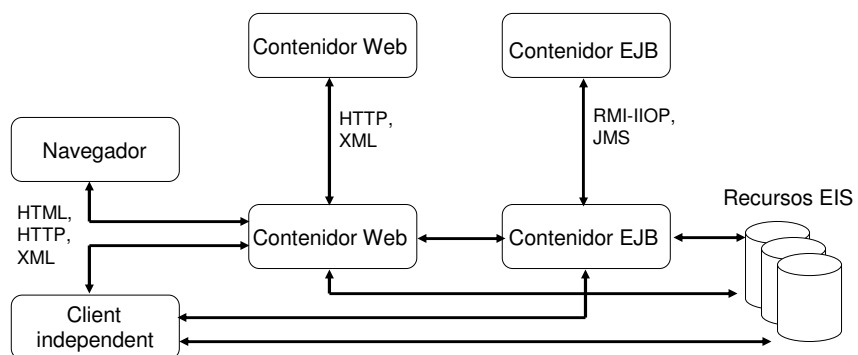 Contenidor Web
Contenidor EJB
HTTP,
XML
RMI-IIOP,
JMS
Navegador
Recursos EIS
HTML,
HTTP,
XML
Contenidor Web
Contenidor EJB
Client
independent